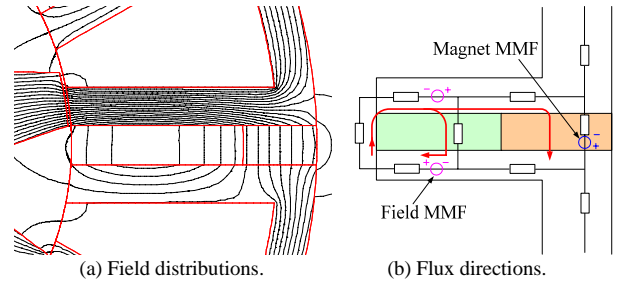 Magnet MMF
- +
-
+
+ -
Field MMF
(a) Field distributions.
(b) Flux directions.